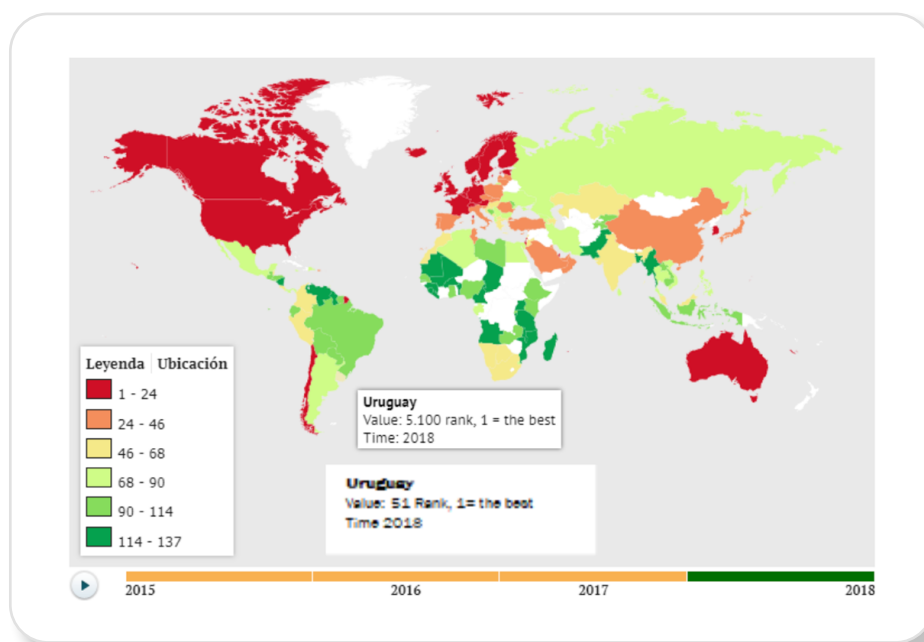 Leyenda Ubicación
1 - 24
24 - 46
46 - 68
68 - 90
90 - 114
114 - 137
Uruguay
Value: 5.100 rank, 1 = the best
Time: 2018
Uruguay
Value: 51 Rank, 1= the best
Time 2018
2015 2016 2017 2018